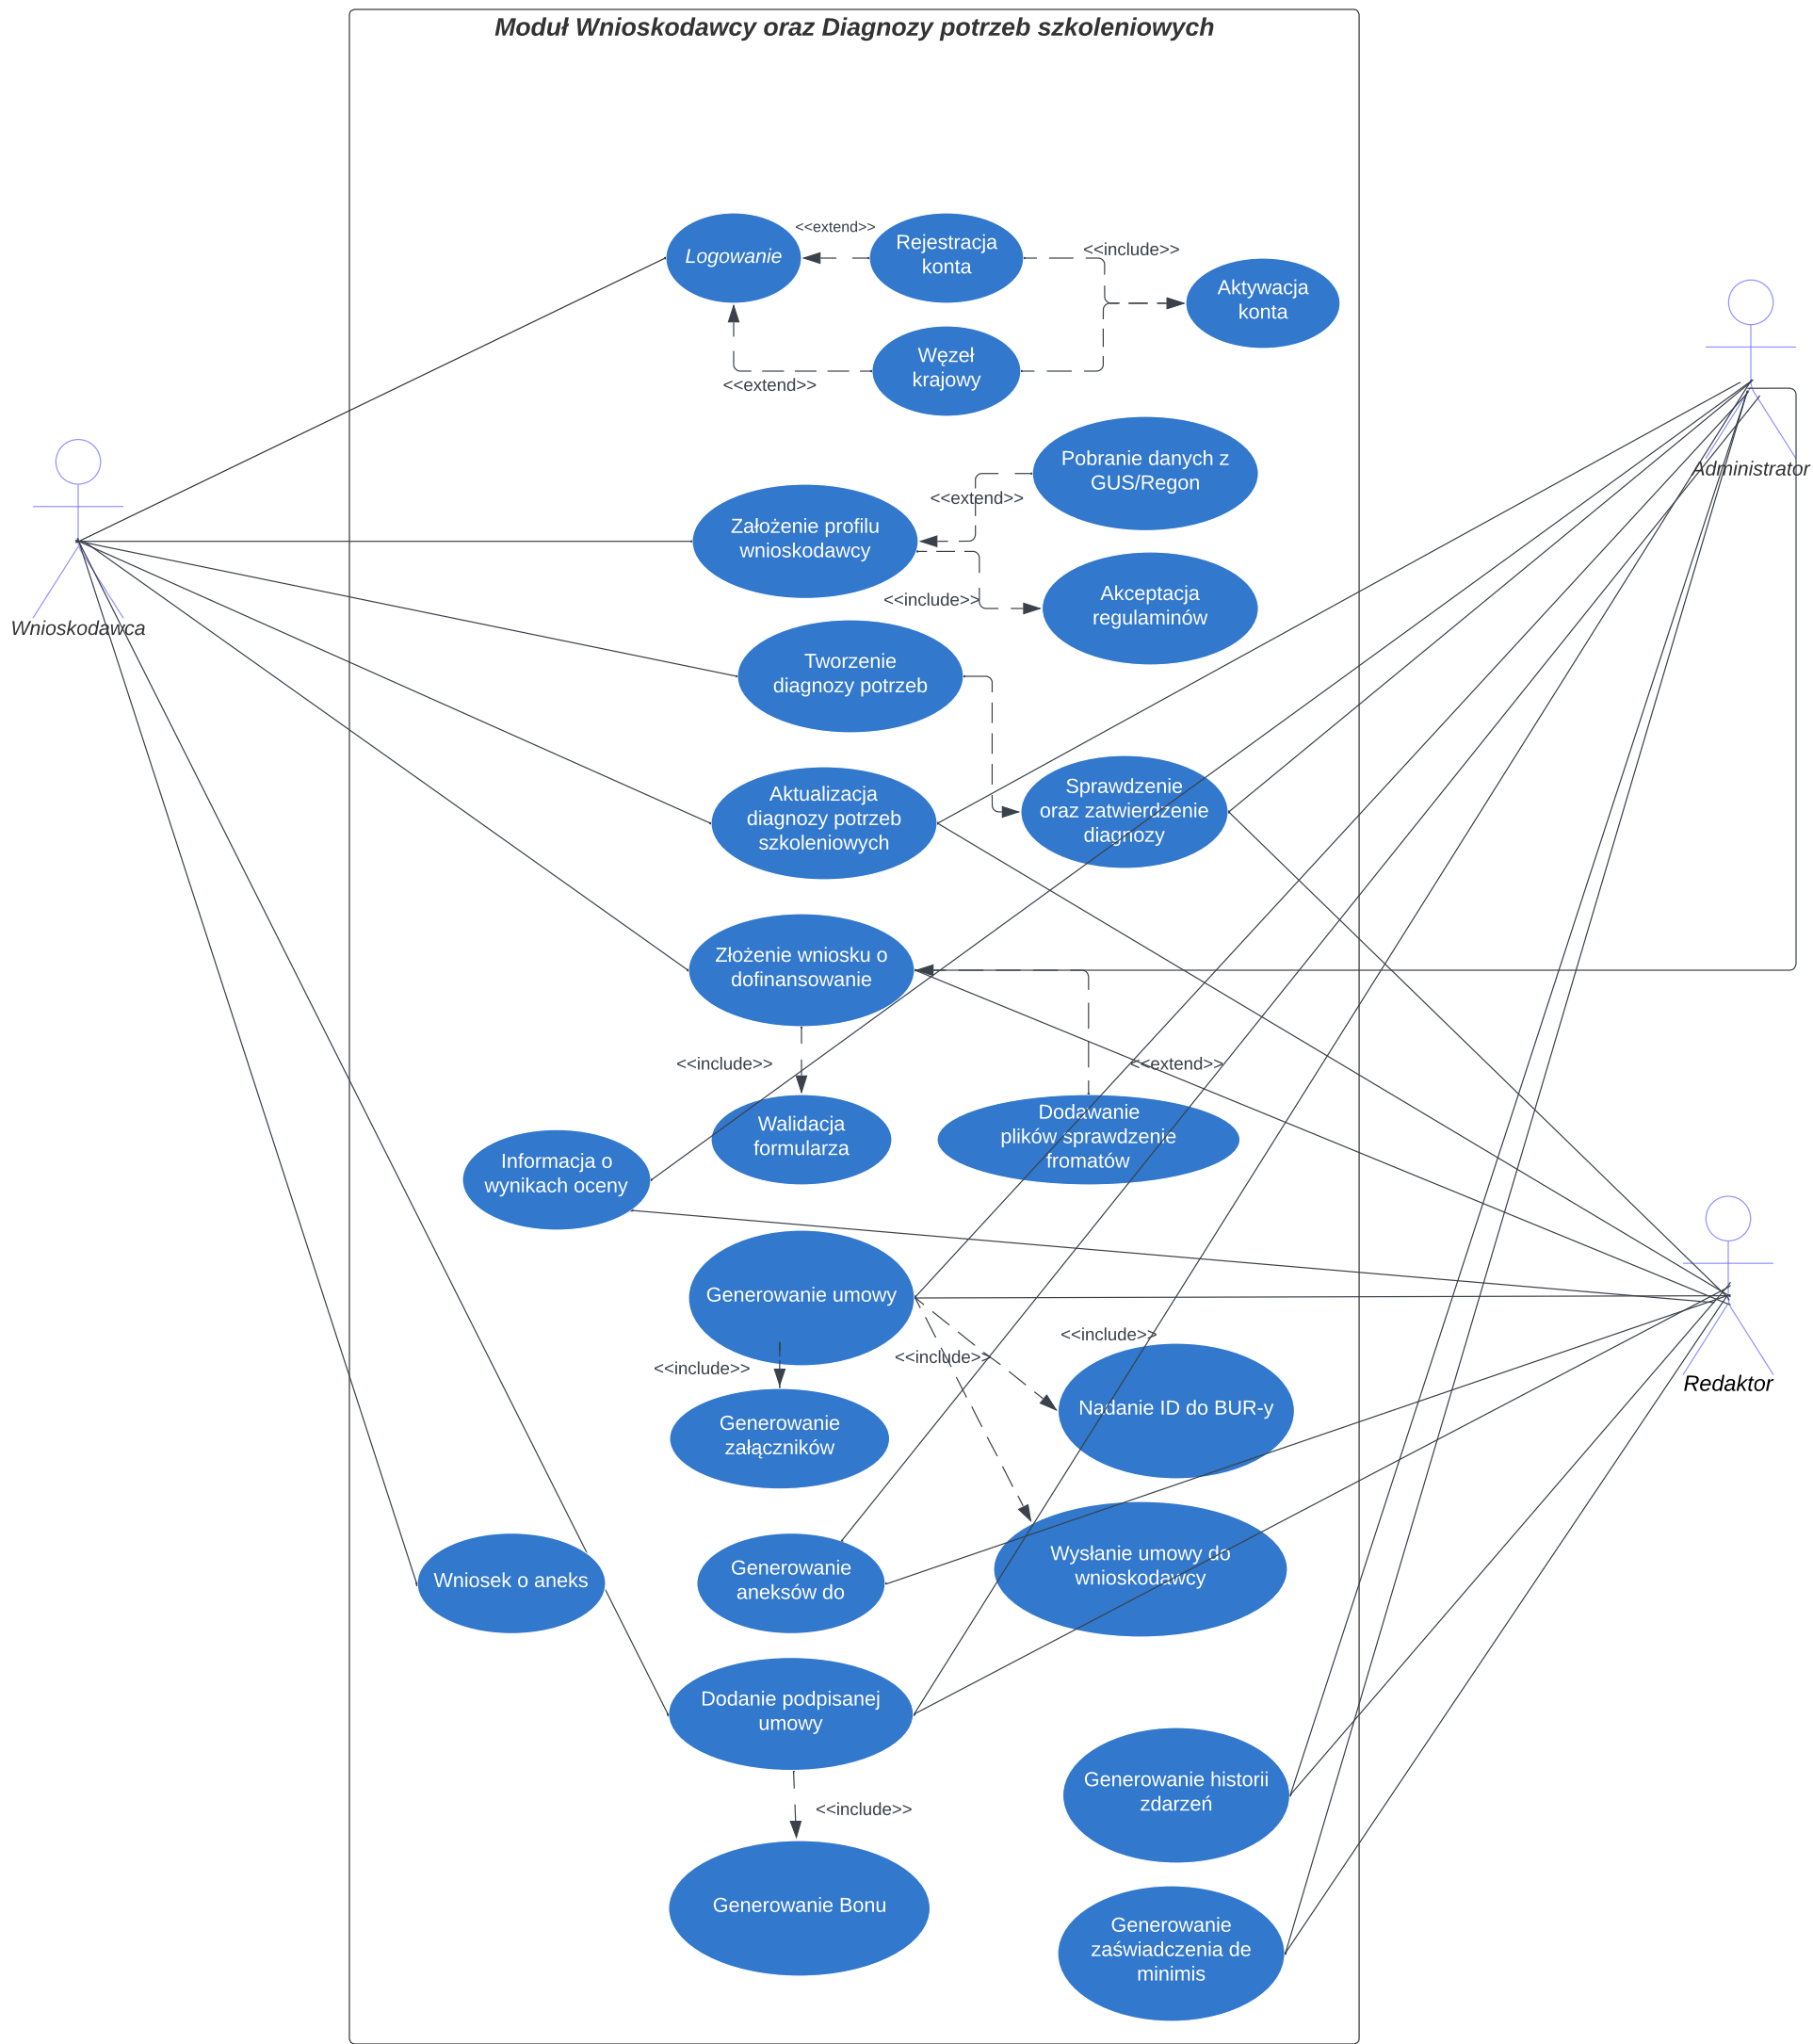 Moduł Wnioskodawcy oraz Diagnozy potrzeb szkoleniowych
Logowanie
<<extend>>
Rejestracja
konta
<<include>>
Aktywacja
konta
Węzeł
krajowy
<<extend>>
Pobranie danych z
GUS/Regon
<<extend>>
Administrator
Założenie profilu
wnioskodawcy
<<include>>
Akceptacja
regulaminów
Wnioskodawca
Tworzenie
diagnozy potrzeb
Aktualizacja
diagnozy potrzeb
szkoleniowych
Sprawdzenie
oraz zatwierdzenie
diagnozy
Złożenie wniosku o
dofinansowanie
<<include>>
<<extend>>
Walidacja
formularza
Dodawanie
plików sprawdzenie
fromatów
Informacja o
wynikach oceny
Generowanie umowy
<<include>>
<<include>>
<<include>>
Redaktor
Nadanie ID do BUR-y
Generowanie
załączników
Wniosek o aneks
Generowanie
aneksów do
Wysłanie umowy do
wnioskodawcy
Dodanie podpisanej
umowy
<<include>>
Generowanie historii
zdarzeń
Generowanie Bonu
Generowanie
zaświadczenia de
minimis